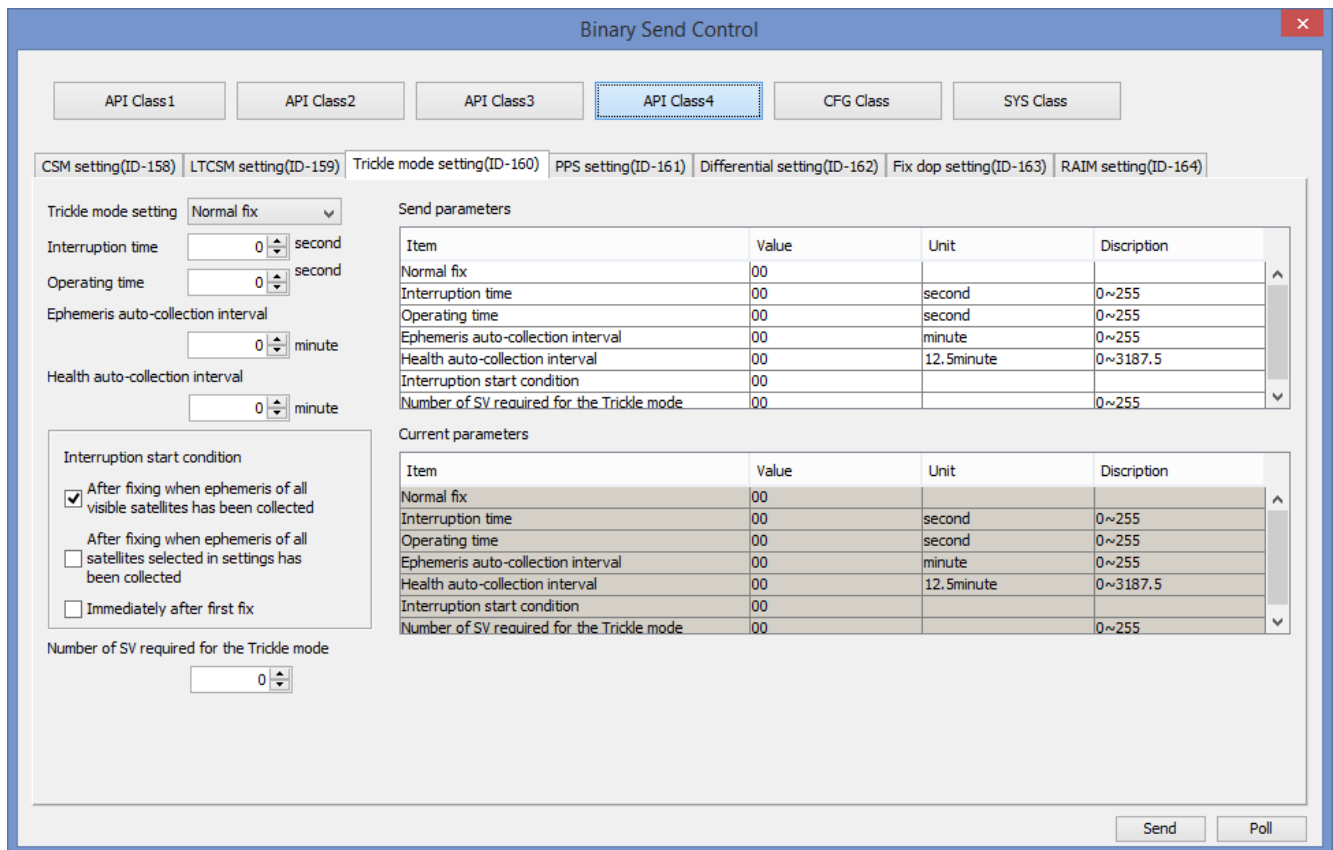 Binary Send Control
API Class1 API Class2 API Class3 API Class4 CFG Class SYS Class
CSM setting(ID-158) LTCSM setting(ID-159) Trickle mode setting(ID-160) PPS setting(ID-161) Differential setting(ID-162) Fix dop setting(ID-163) RAIM setting(ID-164)
Trickle mode setting Normal fix
Interruption time 0 second
Operating time 0 second
Ephemeris auto-collection interval
0 minute
Health auto-collection interval
0 minute
Interruption start condition
After fixing when ephemeris of all
visible satellites has been collected
After fixing when ephemeris of all
satellites selected in settings has
been collected
Immediately after first fix
Number of SV required for the Trickle mode
0
Send parameters
Item Value Unit Discription
Normal fix 00
Interruption time 00 second 0~255
Operating time 00 second 0~255
Ephemeris auto-collection interval 00 minute 0~255
Health auto-collection interval 00 12.5minute 0~3187.5
Interruption start condition 00
Number of SV required for the Trickle mode 00 0~255
Current parameters
Item Value Unit Discription
Normal fix 00
Interruption time 00 second 0~255
Operating time 00 second 0~255
Ephemeris auto-collection interval 00 minute 0~255
Health auto-collection interval 00 12.5minute 0~3187.5
Interruption start condition 00
Number of SV required for the Trickle mode 00 0~255
Send Poll